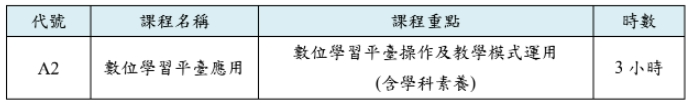 代號 課程名稱 課程重點 時數
數位學習平臺操作及教學模式運用
A2 數位學習平臺應用 3 小時
(含學科素養)